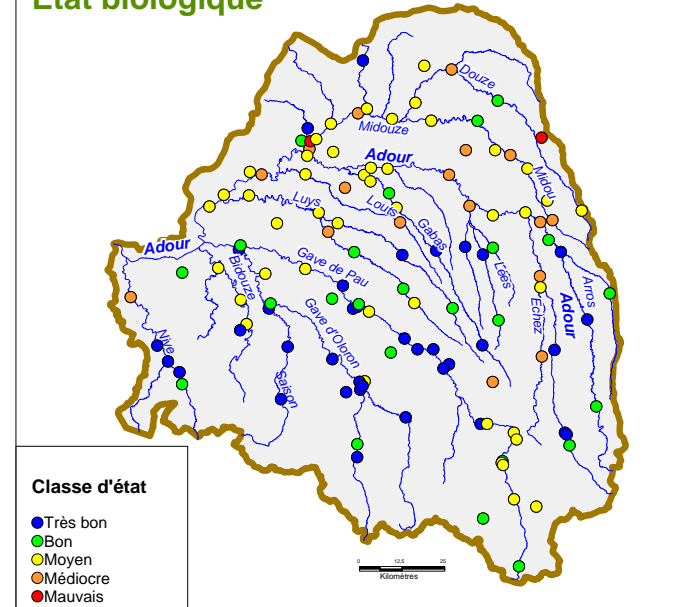 Etat biologique
Douze
Midouze
Adour
Midou
Luys
Louts
Gabas
Adour
Lées
Bidouze
Gave de Pau
Arros
Adour
Echez
Gave d'Oloron
Nive
Saison
Classe d'état
Très bon
Bon
Moyen
Médiocre
Mauvais
0 12,5 25
Kilomètres